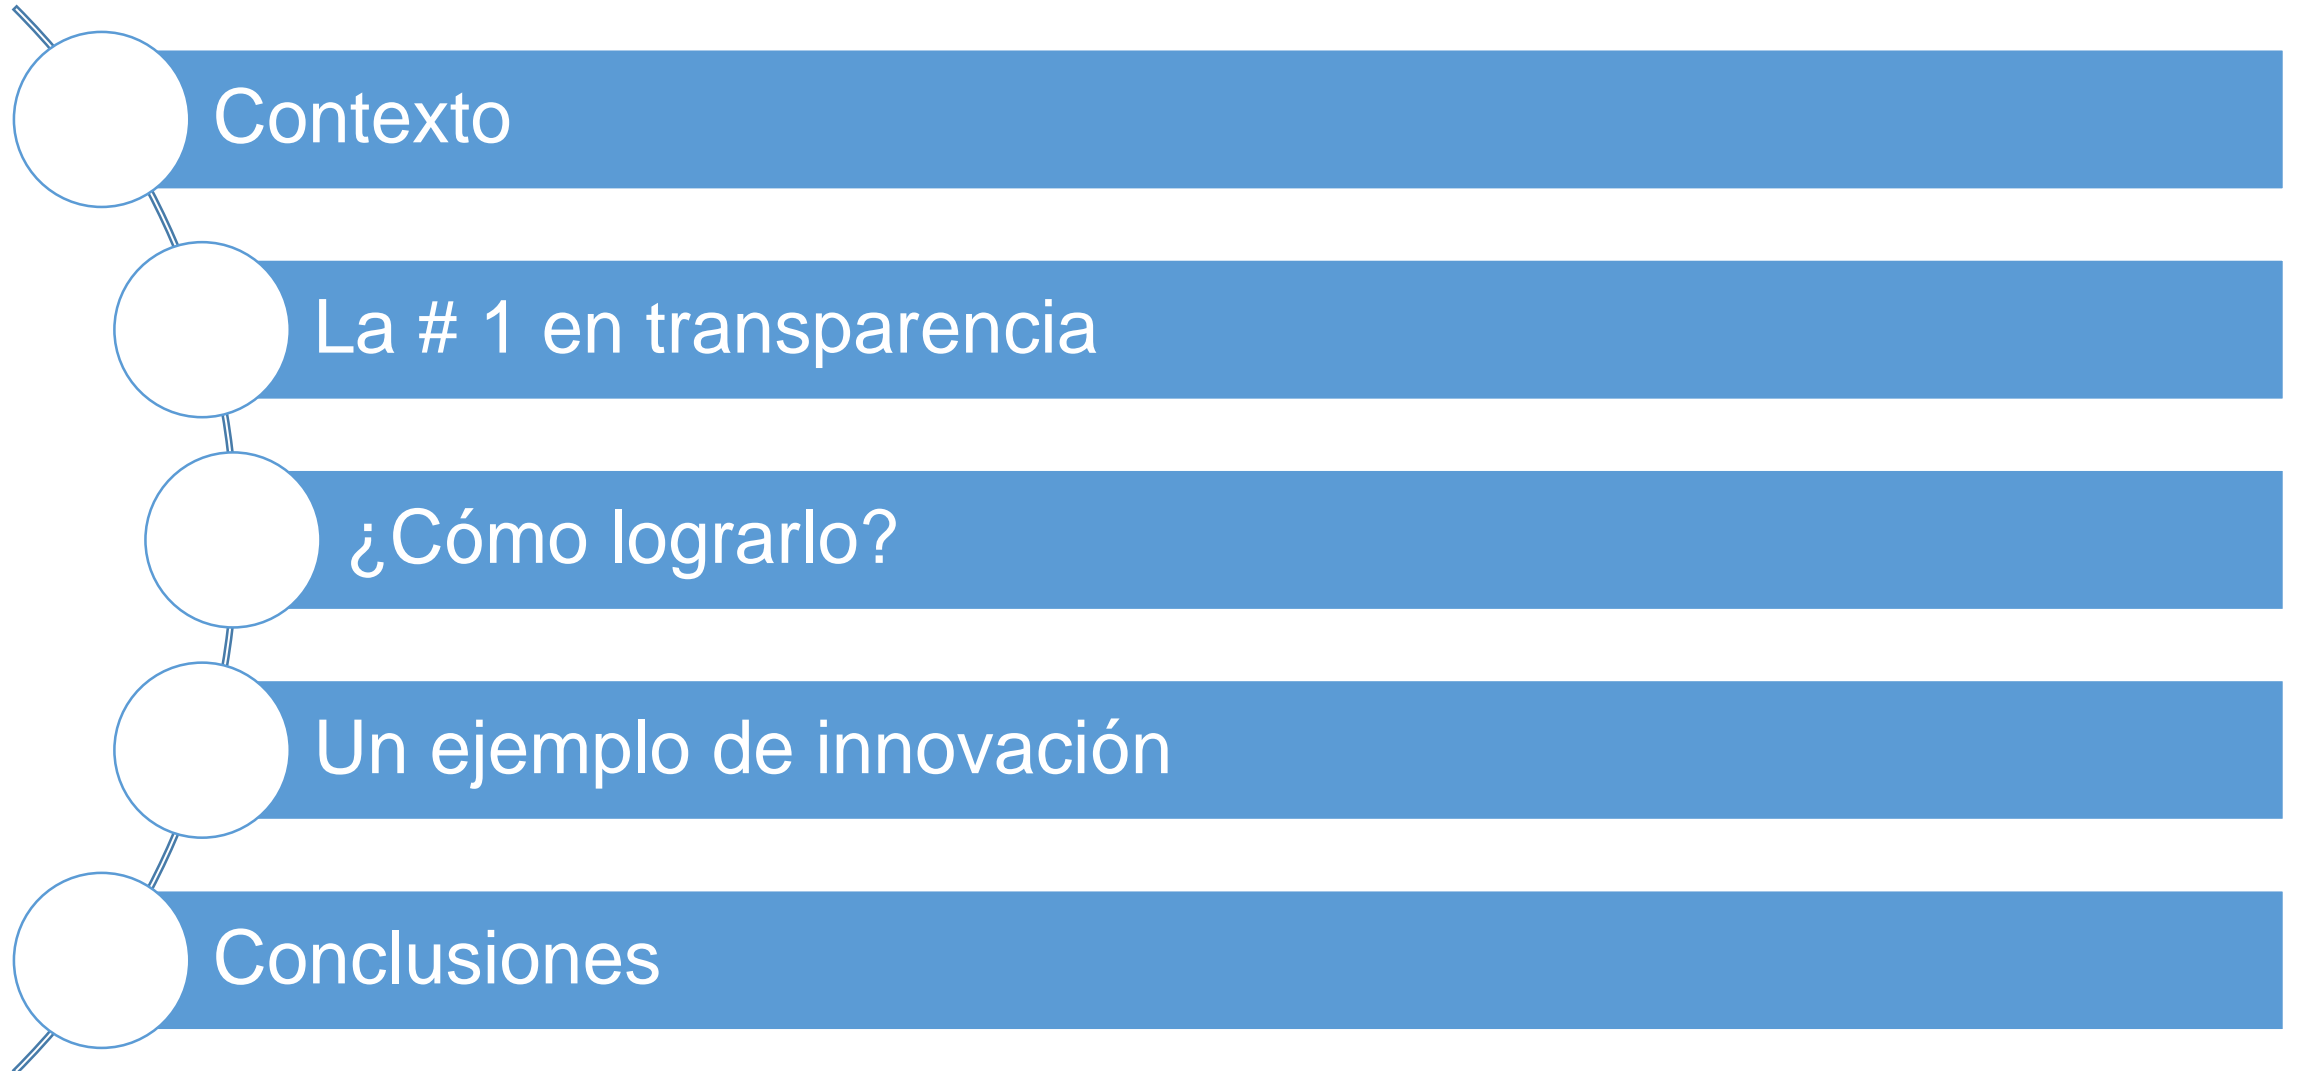 Contexto
La # 1 en transparencia
¿Cómo lograrlo?
Un ejemplo de innovación
Conclusiones